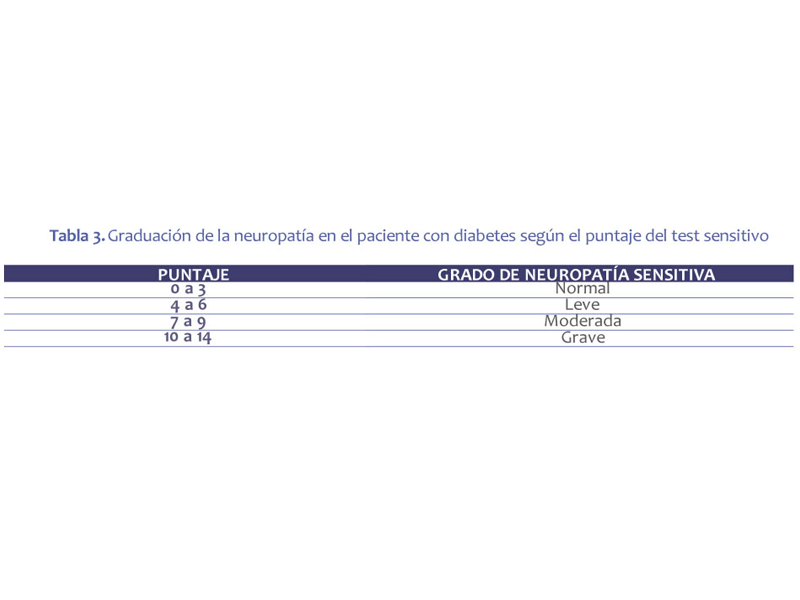 Tabla 3. Graduación de la neuropatía en el paciente con diabetes según el puntaje del test sensitivo
PUNTAJE GRADO DE NEUROPATÍA SENSITIVA
0 a 3 Normal
4 a 6 Leve
7 a 9 Moderada
10 a 14 Grave